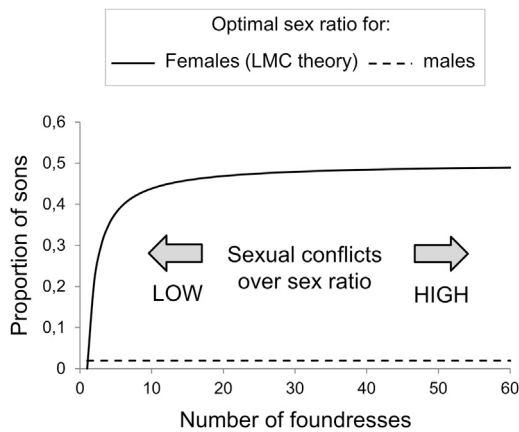 Optimal sex ratio for:
Females (LMC theory) males
Proportion of sons
0,6
0,5
0,4
0,3
0,2
0,1
0
Sexual conflicts
over sex ratio
LOW
HIGH
0 10 20 30 40 50 60
Number of foundresses